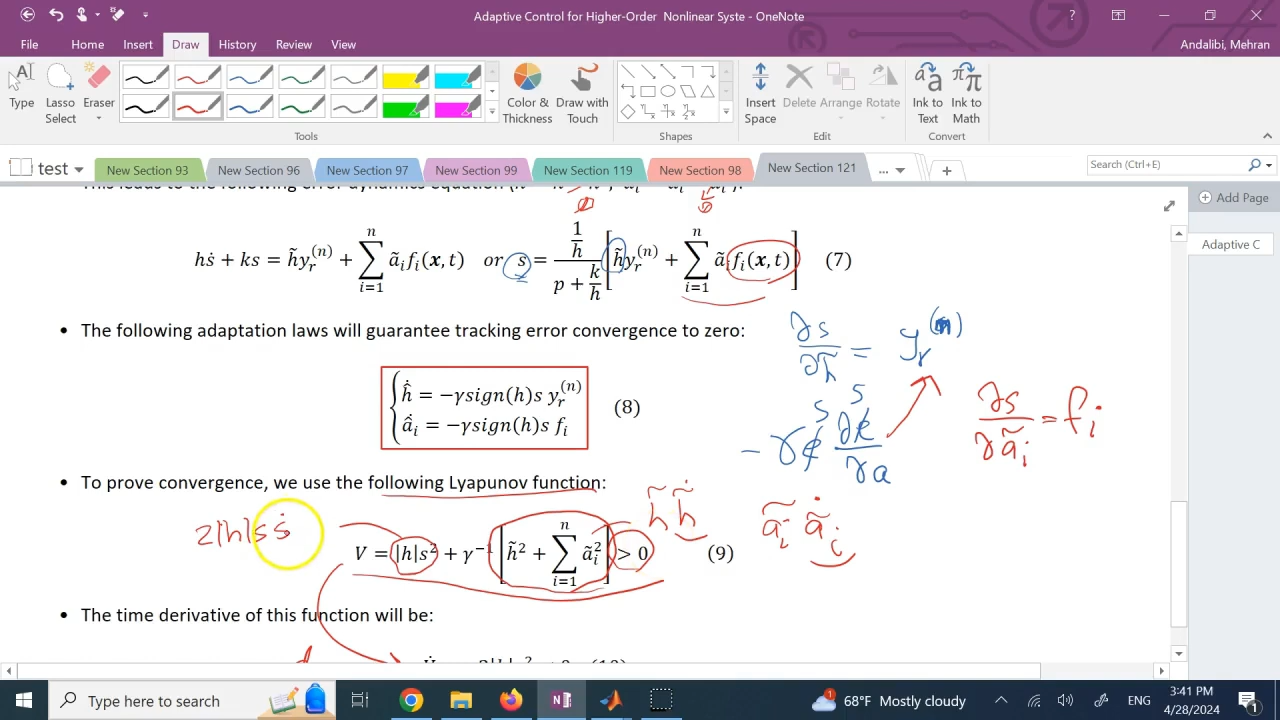 Adaptive Control for Higher-Order Nonlinear Syste - OneNote
Andalibi, Mehran
File Home Insert Draw History Review View
Type
Lasso Select
Eraser
Color & Thickness
Draw with Touch
Insert Space
Delete Arrange Rotate
Ink to Text
Ink to Math
Tools Shapes Edit Convert
test New Section 93 New Section 96 New Section 97 New Section 99 New Section 119 New Section 98 New Section 121 ... Search (Ctrl+E)
Add Page
Adaptive C
hṡ + ks = h̃y_r^(n) + ∑_{i=1}^{n} ã_i f_i(x, t) or s = (1/h)/(p + k/h) [h̃y_r^(n) + ∑_{i=1}^{n} ã_i f_i(x, t)] (7)
• The following adaptation laws will guarantee tracking error convergence to zero:
∂s/∂h̃ = y_r^(n)
{ ĥ̇ = -γsign(h)s y_r^(n)
â̇_i = -γsign(h)s f_i (8)
∂s/∂ã_i = f_i
• To prove convergence, we use the following Lyapunov function:
2|h|s ṡ
h̃ h̃̇
ã_i ã̇_i
V = |h|s² + γ⁻¹ [h̃² + ∑_{i=1}^{n} ã_i²] > 0 (9)
• The time derivative of this function will be:
Type here to search
68°F Mostly cloudy
ENG
3:41 PM
4/28/2024